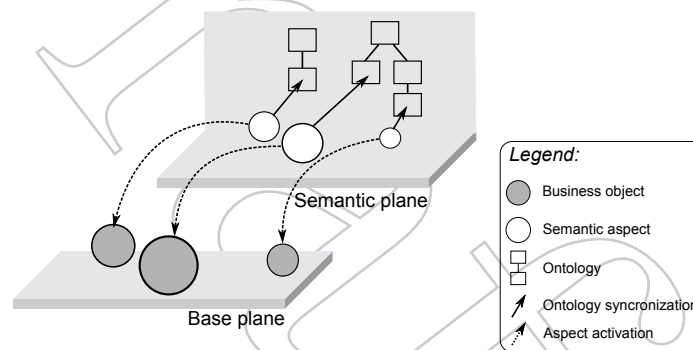 Semantic plane
Base plane
Legend:
Business object
Semantic aspect
Ontology
Ontology syncronization
Aspect activation